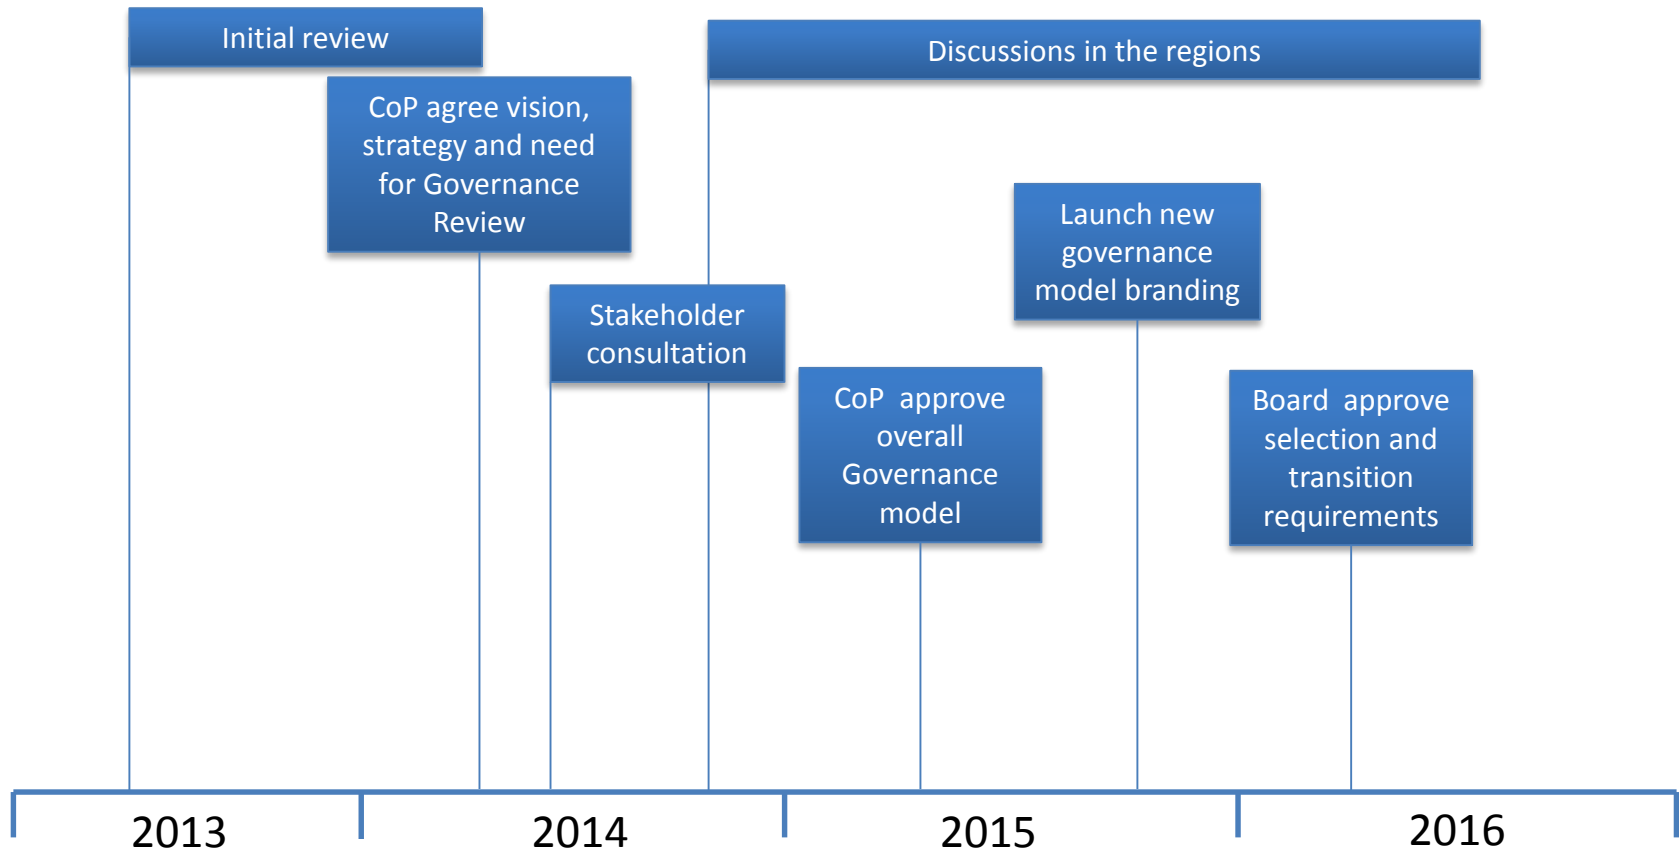 Initial review
Discussions in the regions
CoP agree vision,
strategy and need
for Governance
Review
Launch new
governance
model branding
Stakeholder
consultation
CoP  approve
overall
Governance
model
Board  approve
selection and
transition
requirements
2013
2014
2015
2016